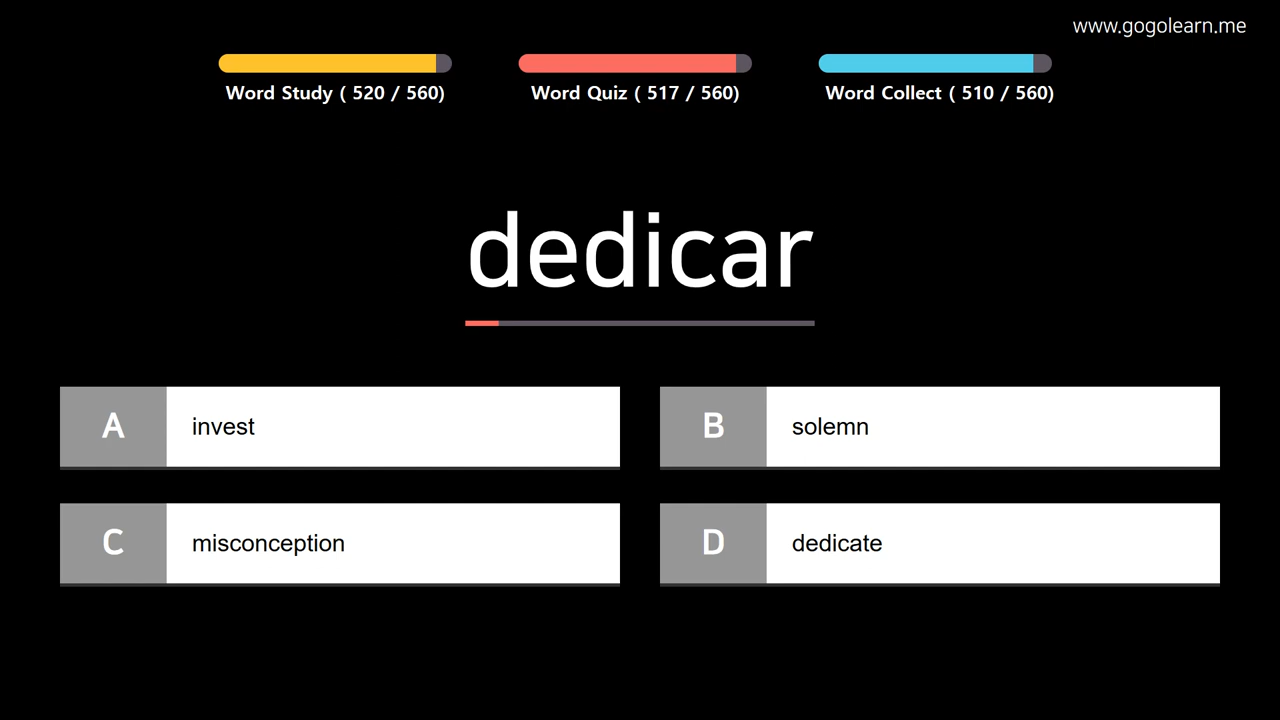 www.gogolearn.me
Word Study ( 520 / 560)
Word Quiz ( 517 / 560)
Word Collect ( 510 / 560)
dedicar
A invest
B solemn
C misconception
D dedicate